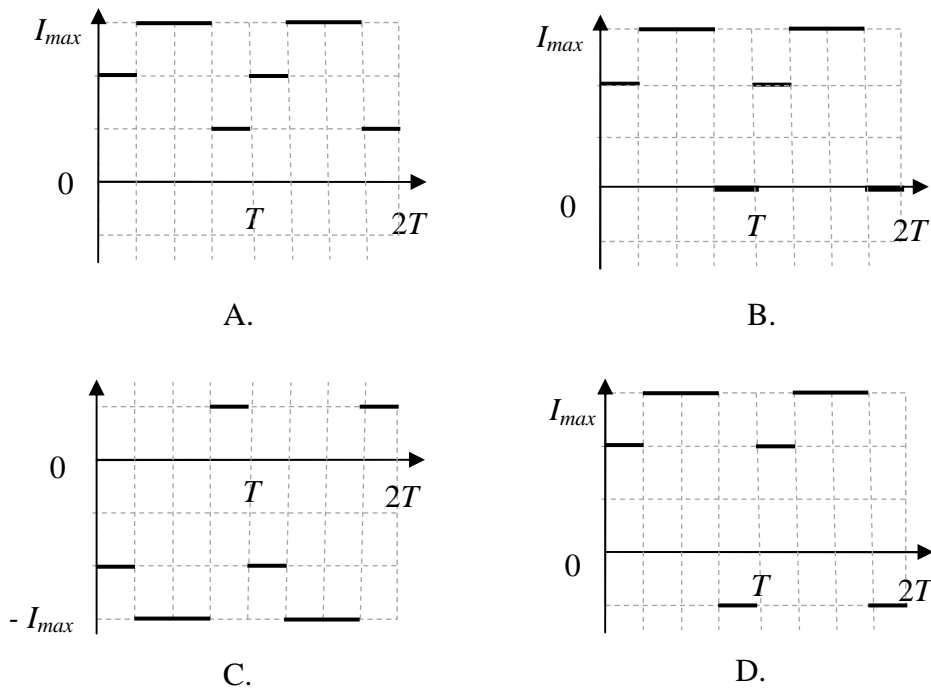 I_max
0
T
2T
A.
I_max
0
T
2T
B.
0
T
2T
- I_max
C.
I_max
0
T
2T
D.